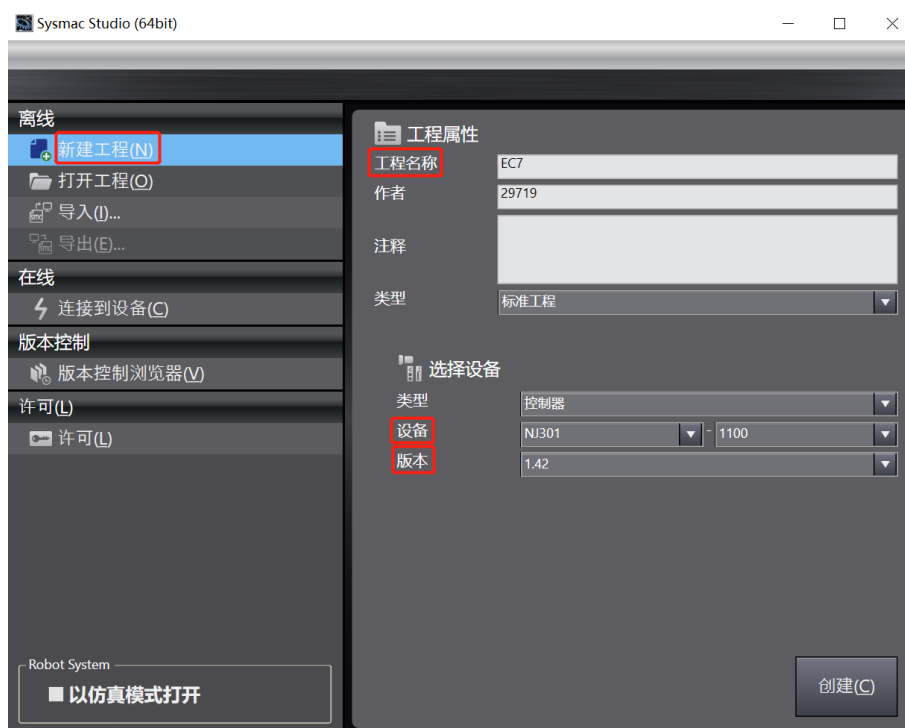 Sysmac Studio (64bit)
离线
新建工程(N)
打开工程(O)
导入(I)...
导出(E)...
在线
连接到设备(C)
版本控制
版本控制浏览器(V)
许可(L)
许可(L)
Robot System
以仿真模式打开
工程属性
工程名称 EC7
作者 29719
注释
类型 标准工程
选择设备
类型 控制器
设备 NJ301 - 1100
版本 1.42
创建(C)